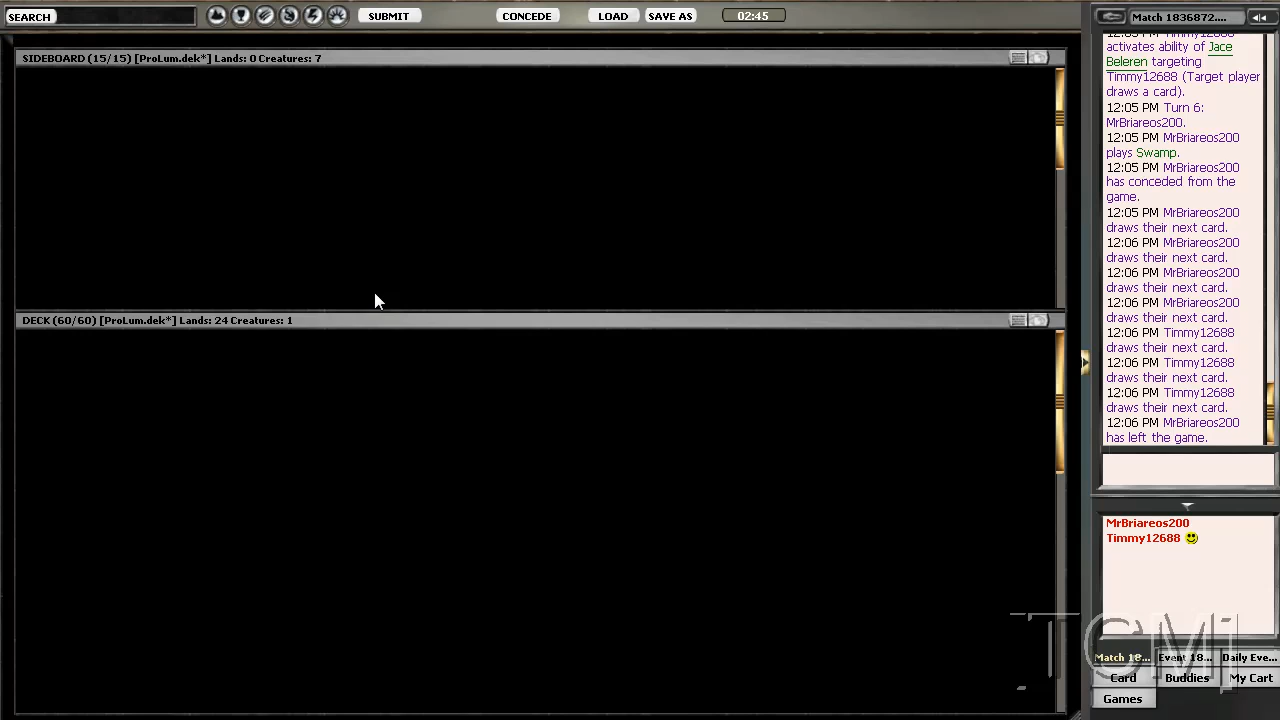 SEARCH
SUBMIT
CONCEDE
LOAD
SAVE AS
02:45
Match 1836872....
SIDEBOARD (15/15) [ProLum.dek*] Lands: 0 Creatures: 7
DECK (60/60) [ProLum.dek*] Lands: 24 Creatures: 1
12:05 PM Timmy12688
activates ability of Jace
Beleren targeting
Timmy12688 (Target player
draws a card).
12:05 PM Turn 6:
MrBriareos200.
12:05 PM MrBriareos200
plays Swamp.
12:05 PM MrBriareos200
has conceded from the
game.
12:05 PM MrBriareos200
draws their next card.
12:06 PM MrBriareos200
draws their next card.
12:06 PM MrBriareos200
draws their next card.
12:06 PM MrBriareos200
draws their next card.
12:06 PM Timmy12688
draws their next card.
12:06 PM Timmy12688
draws their next card.
12:06 PM Timmy12688
draws their next card.
12:06 PM MrBriareos200
has left the game.
MrBriareos200
Timmy12688
Match 18...
Event 18...
Daily Eve...
Card
Buddies
My Cart
Games